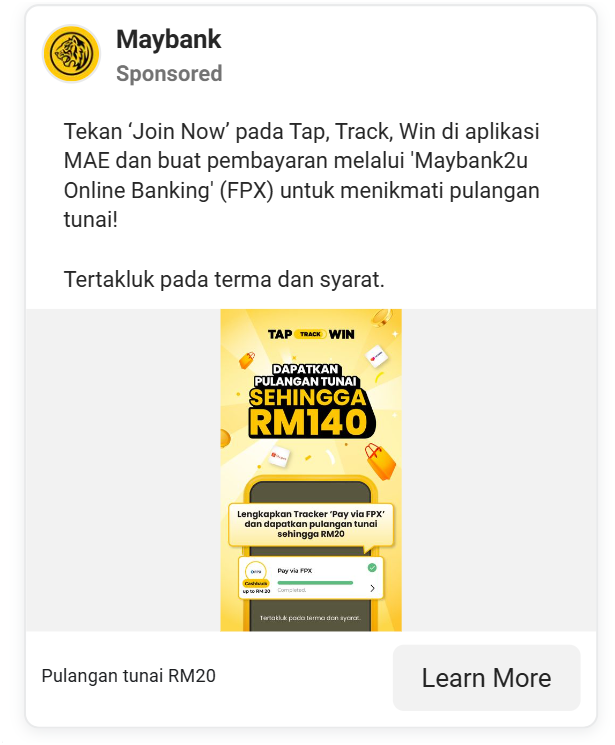 Maybank
Sponsored
Tekan ‘Join Now’ pada Tap, Track, Win di aplikasi
MAE dan buat pembayaran melalui 'Maybank2u
Online Banking' (FPX) untuk menikmati pulangan
tunai!
Tertakluk pada terma dan syarat.
TAP TRACK WIN
DAPATKAN
PULANGAN TUNAI
SEHINGGA
RM140
Lengkapkan Tracker ‘Pay via FPX’
dan dapatkan pulangan tunai
sehingga RM20
Pay via FPX
Cashback
up to RM 20
Completed.
Tertakluk pada terma dan syarat.
Pulangan tunai RM20
Learn More